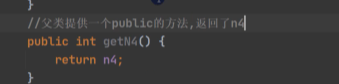 }
//父类提供一个public的方法,返回了n4
public int getN4() {
return n4;
}